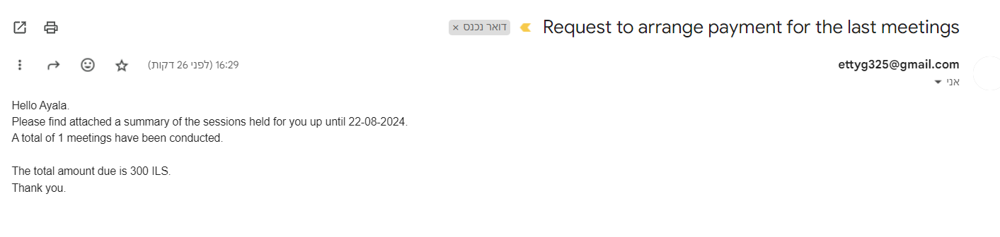 Request to arrange payment for the last meetings
דואר נכנס ×
ettyg325@gmail.com
16:29 (לפני 26 דקות)
אני
Hello Ayala.
Please find attached a summary of the sessions held for you up until 22-08-2024.
A total of 1 meetings have been conducted.
The total amount due is 300 ILS.
Thank you.